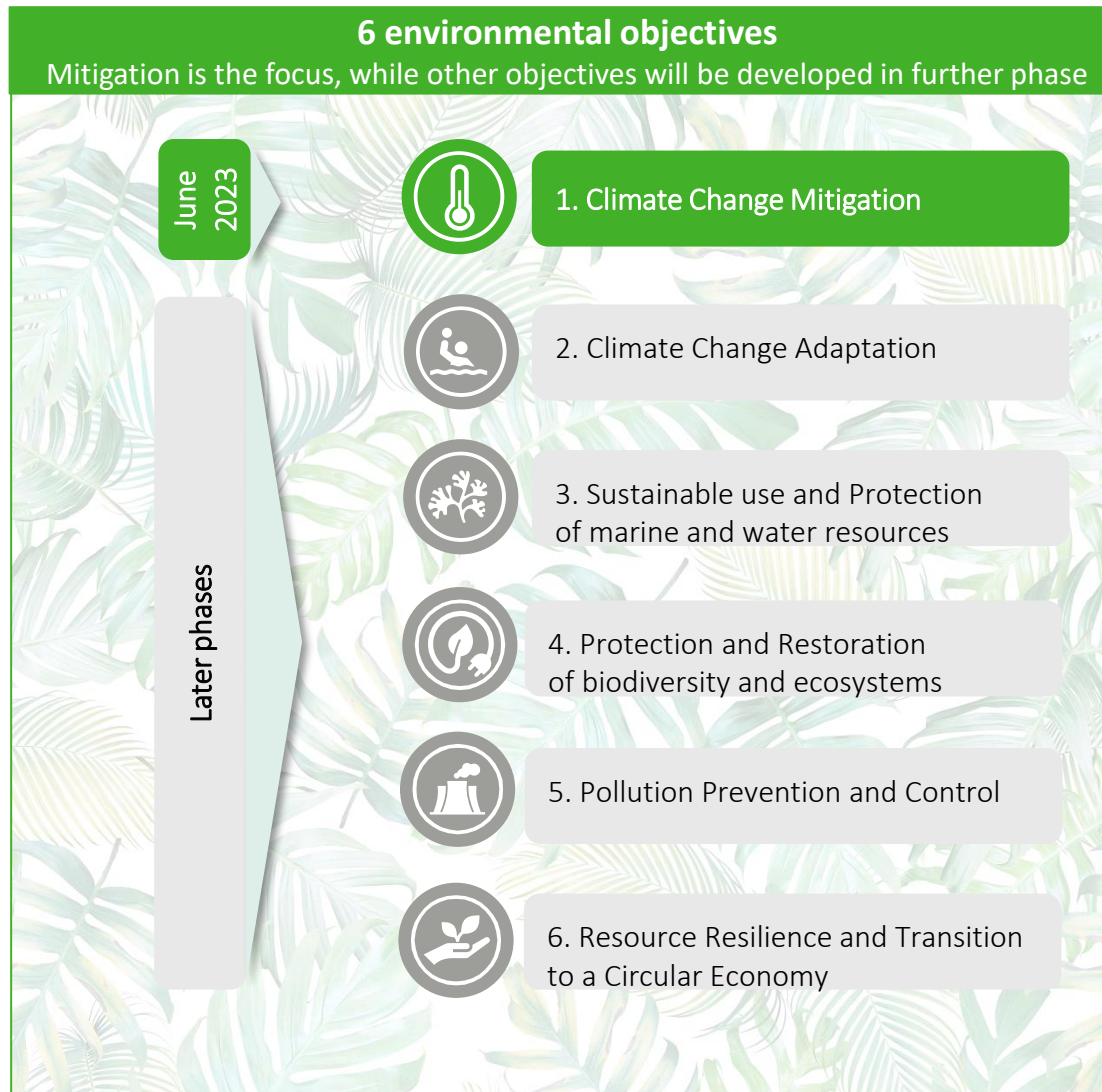 6 environmental objectives
Mitigation is the focus, while other objectives will be developed in further phase
June
2023
1. Climate Change Mitigation
2. Climate Change Adaptation
3. Sustainable use and Protection
of marine and water resources
Later phases
4. Protection and Restoration
of biodiversity and ecosystems
5. Pollution Prevention and Control
6. Resource Resilience and Transition
to a Circular Economy